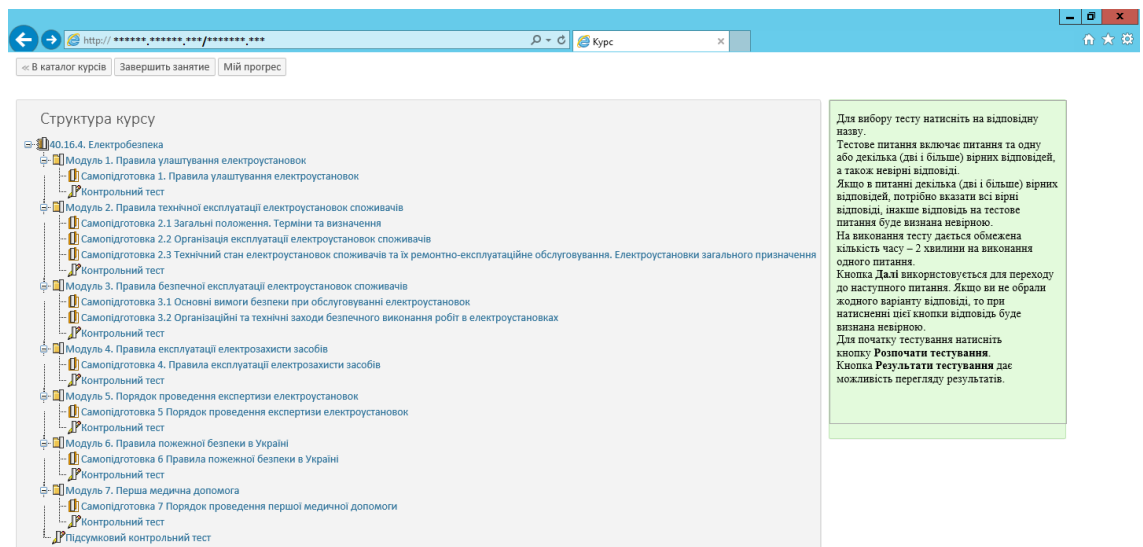 http:// ******.******.***/*******.***
Курс
« В каталог курсів Завершить занятие Мій прогрес
Структура курсу
40.16.4. Електробезпека
Модуль 1. Правила улаштування електроустановок
Самопідготовка 1. Правила улаштування електроустановок
Контрольний тест
Модуль 2. Правила технічної експлуатації електроустановок споживачів
Самопідготовка 2.1 Загальні положення. Терміни та визначення
Самопідготовка 2.2 Організація експлуатації електроустановок споживачів
Самопідготовка 2.3 Технічний стан електроустановок споживачів та їх ремонтно-експлуатаційне обслуговування. Електроустановки загального призначення
Контрольний тест
Модуль 3. Правила безпечної експлуатації електроустановок споживачів
Самопідготовка 3.1 Основні вимоги безпеки при обслуговуванні електроустановок
Самопідготовка 3.2 Організаційні та технічні заходи безпечного виконання робіт в електроустановках
Контрольний тест
Модуль 4. Правила експлуатації електрозахисти засобів
Самопідготовка 4. Правила експлуатації електрозахисти засобів
Контрольний тест
Модуль 5. Порядок проведення експертизи електроустановок
Самопідготовка 5 Порядок проведення експертизи електроустановок
Контрольний тест
Модуль 6. Правила пожежної безпеки в Україні
Самопідготовка 6 Правила пожежної безпеки в Україні
Контрольний тест
Модуль 7. Перша медична допомога
Самопідготовка 7 Порядок проведення першої медичної допомоги
Контрольний тест
Підсумковий контрольний тест
Для вибору тесту натисніть на відповідну
назву.
Тестове питання включає питання та одну
або декілька (дві і більше) вірних відповідей,
а також невірні відповіді.
Якщо в питанні декілька (дві і більше) вірних
відповідей, потрібно вказати всі вірні
відповіді, інакше відповідь на тестове
питання буде визнана невірною.
На виконання тесту дається обмежена
кількість часу – 2 хвилини на виконання
одного питання.
Кнопка Далі використовується для переходу
до наступного питання. Якщо ви не обрали
жодного варіанту відповіді, то при
натисненні цієї кнопки відповідь буде
визнана невірною.
Для початку тестування натисніть
кнопку Розпочати тестування.
Кнопка Результати тестування дає
можливість перегляду результатів.